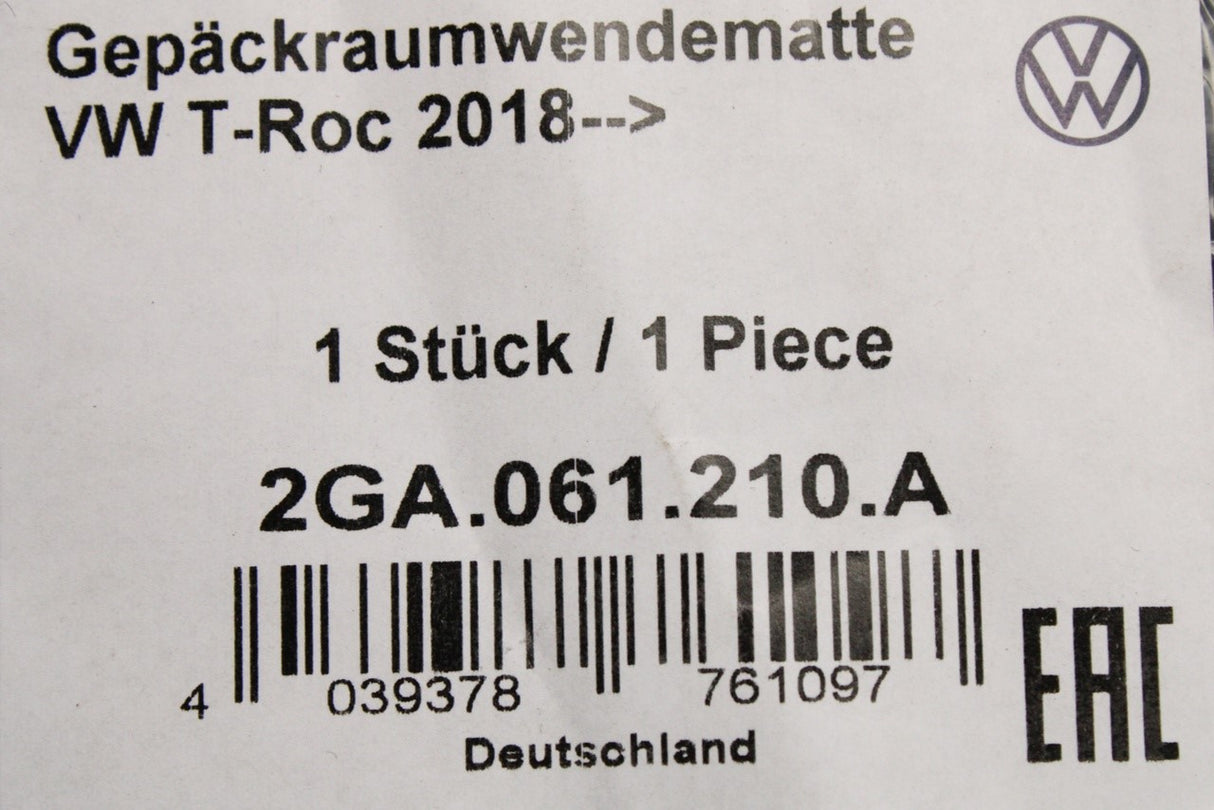 Gepäckraumwendematte
VW T-Roc 2018-->
1 Stück / 1 Piece
2GA.061.210.A
4 039378 761097
Deutschland
EAC